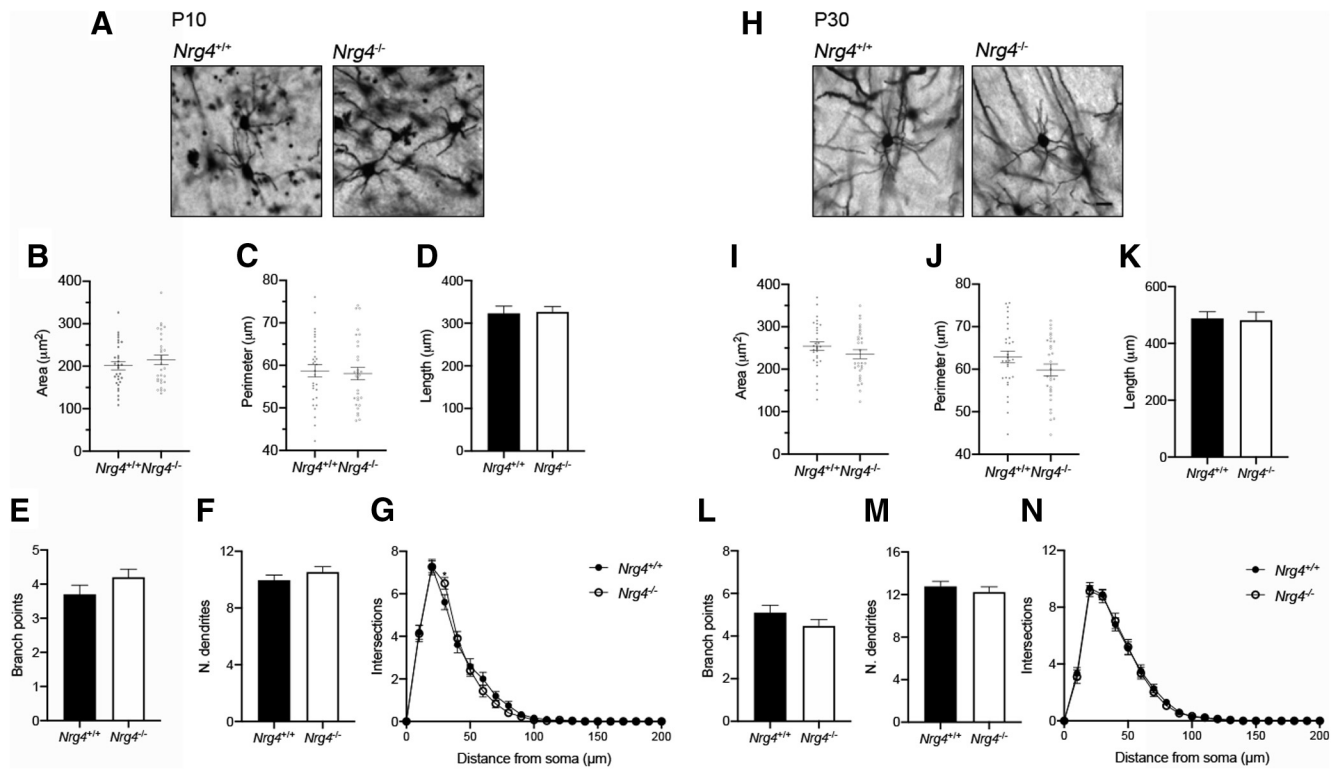 A P10
Nrg4+/+ Nrg4-/-
H P30
Nrg4+/+ Nrg4-/-
B
400
300
200
100
0
Area (µm2)
Nrg4+/+ Nrg4-/-
C
80
70
60
50
40
Perimeter (µm)
Nrg4+/+ Nrg4-/-
D
400
300
200
100
0
Length (µm)
Nrg4+/+ Nrg4-/-
I
400
300
200
100
0
Area (µm2)
Nrg4+/+ Nrg4-/-
J
80
70
60
50
40
Perimeter (µm)
Nrg4+/+ Nrg4-/-
K
600
400
200
0
Length (µm)
Nrg4+/+ Nrg4-/-
E
5
4
3
2
1
0
Branch points
Nrg4+/+ Nrg4-/-
F
12
8
4
0
N. dendrites
Nrg4+/+ Nrg4-/-
G
8
6
4
2
0
Intersections
*
Nrg4+/+
Nrg4-/-
0 50 100 150 200
Distance from soma (µm)
L
8
6
4
2
0
Branch points
Nrg4+/+ Nrg4-/-
M
16
12
8
4
0
N. dendrites
Nrg4+/+ Nrg4-/-
N
12
8
4
0
Intersections
Nrg4+/+
Nrg4-/-
0 50 100 150 200
Distance from soma (µm)